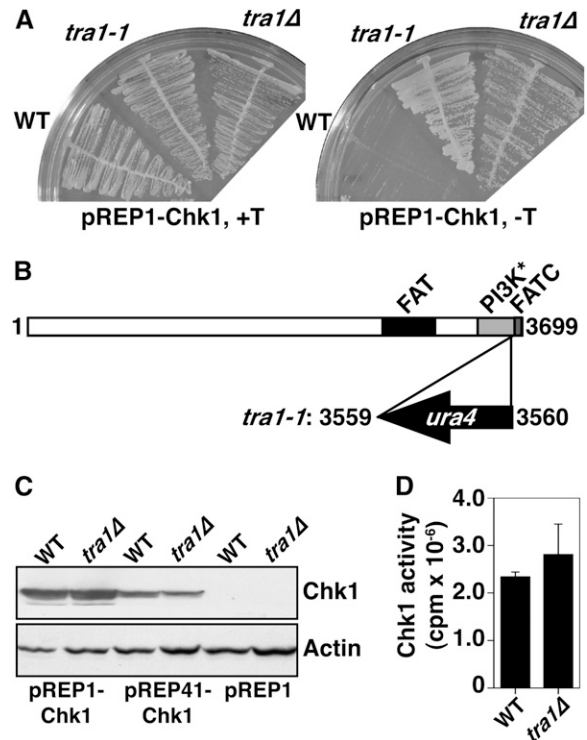 A
tra1-1
tra1Δ
WT
pREP1-Chk1, +T
tra1-1
tra1Δ
WT
pREP1-Chk1, -T
B
FAT
PI3K*
FATC
1
3699
tra1-1: 3559
ura4
3560
C
WT
tra1Δ
WT
tra1Δ
WT
tra1Δ
Chk1
Actin
pREP1-
Chk1
pREP41-
Chk1
pREP1
D
Chk1 activity
(cpm x 10⁻⁶)
4.0
3.0
2.0
1.0
0
WT
tra1Δ